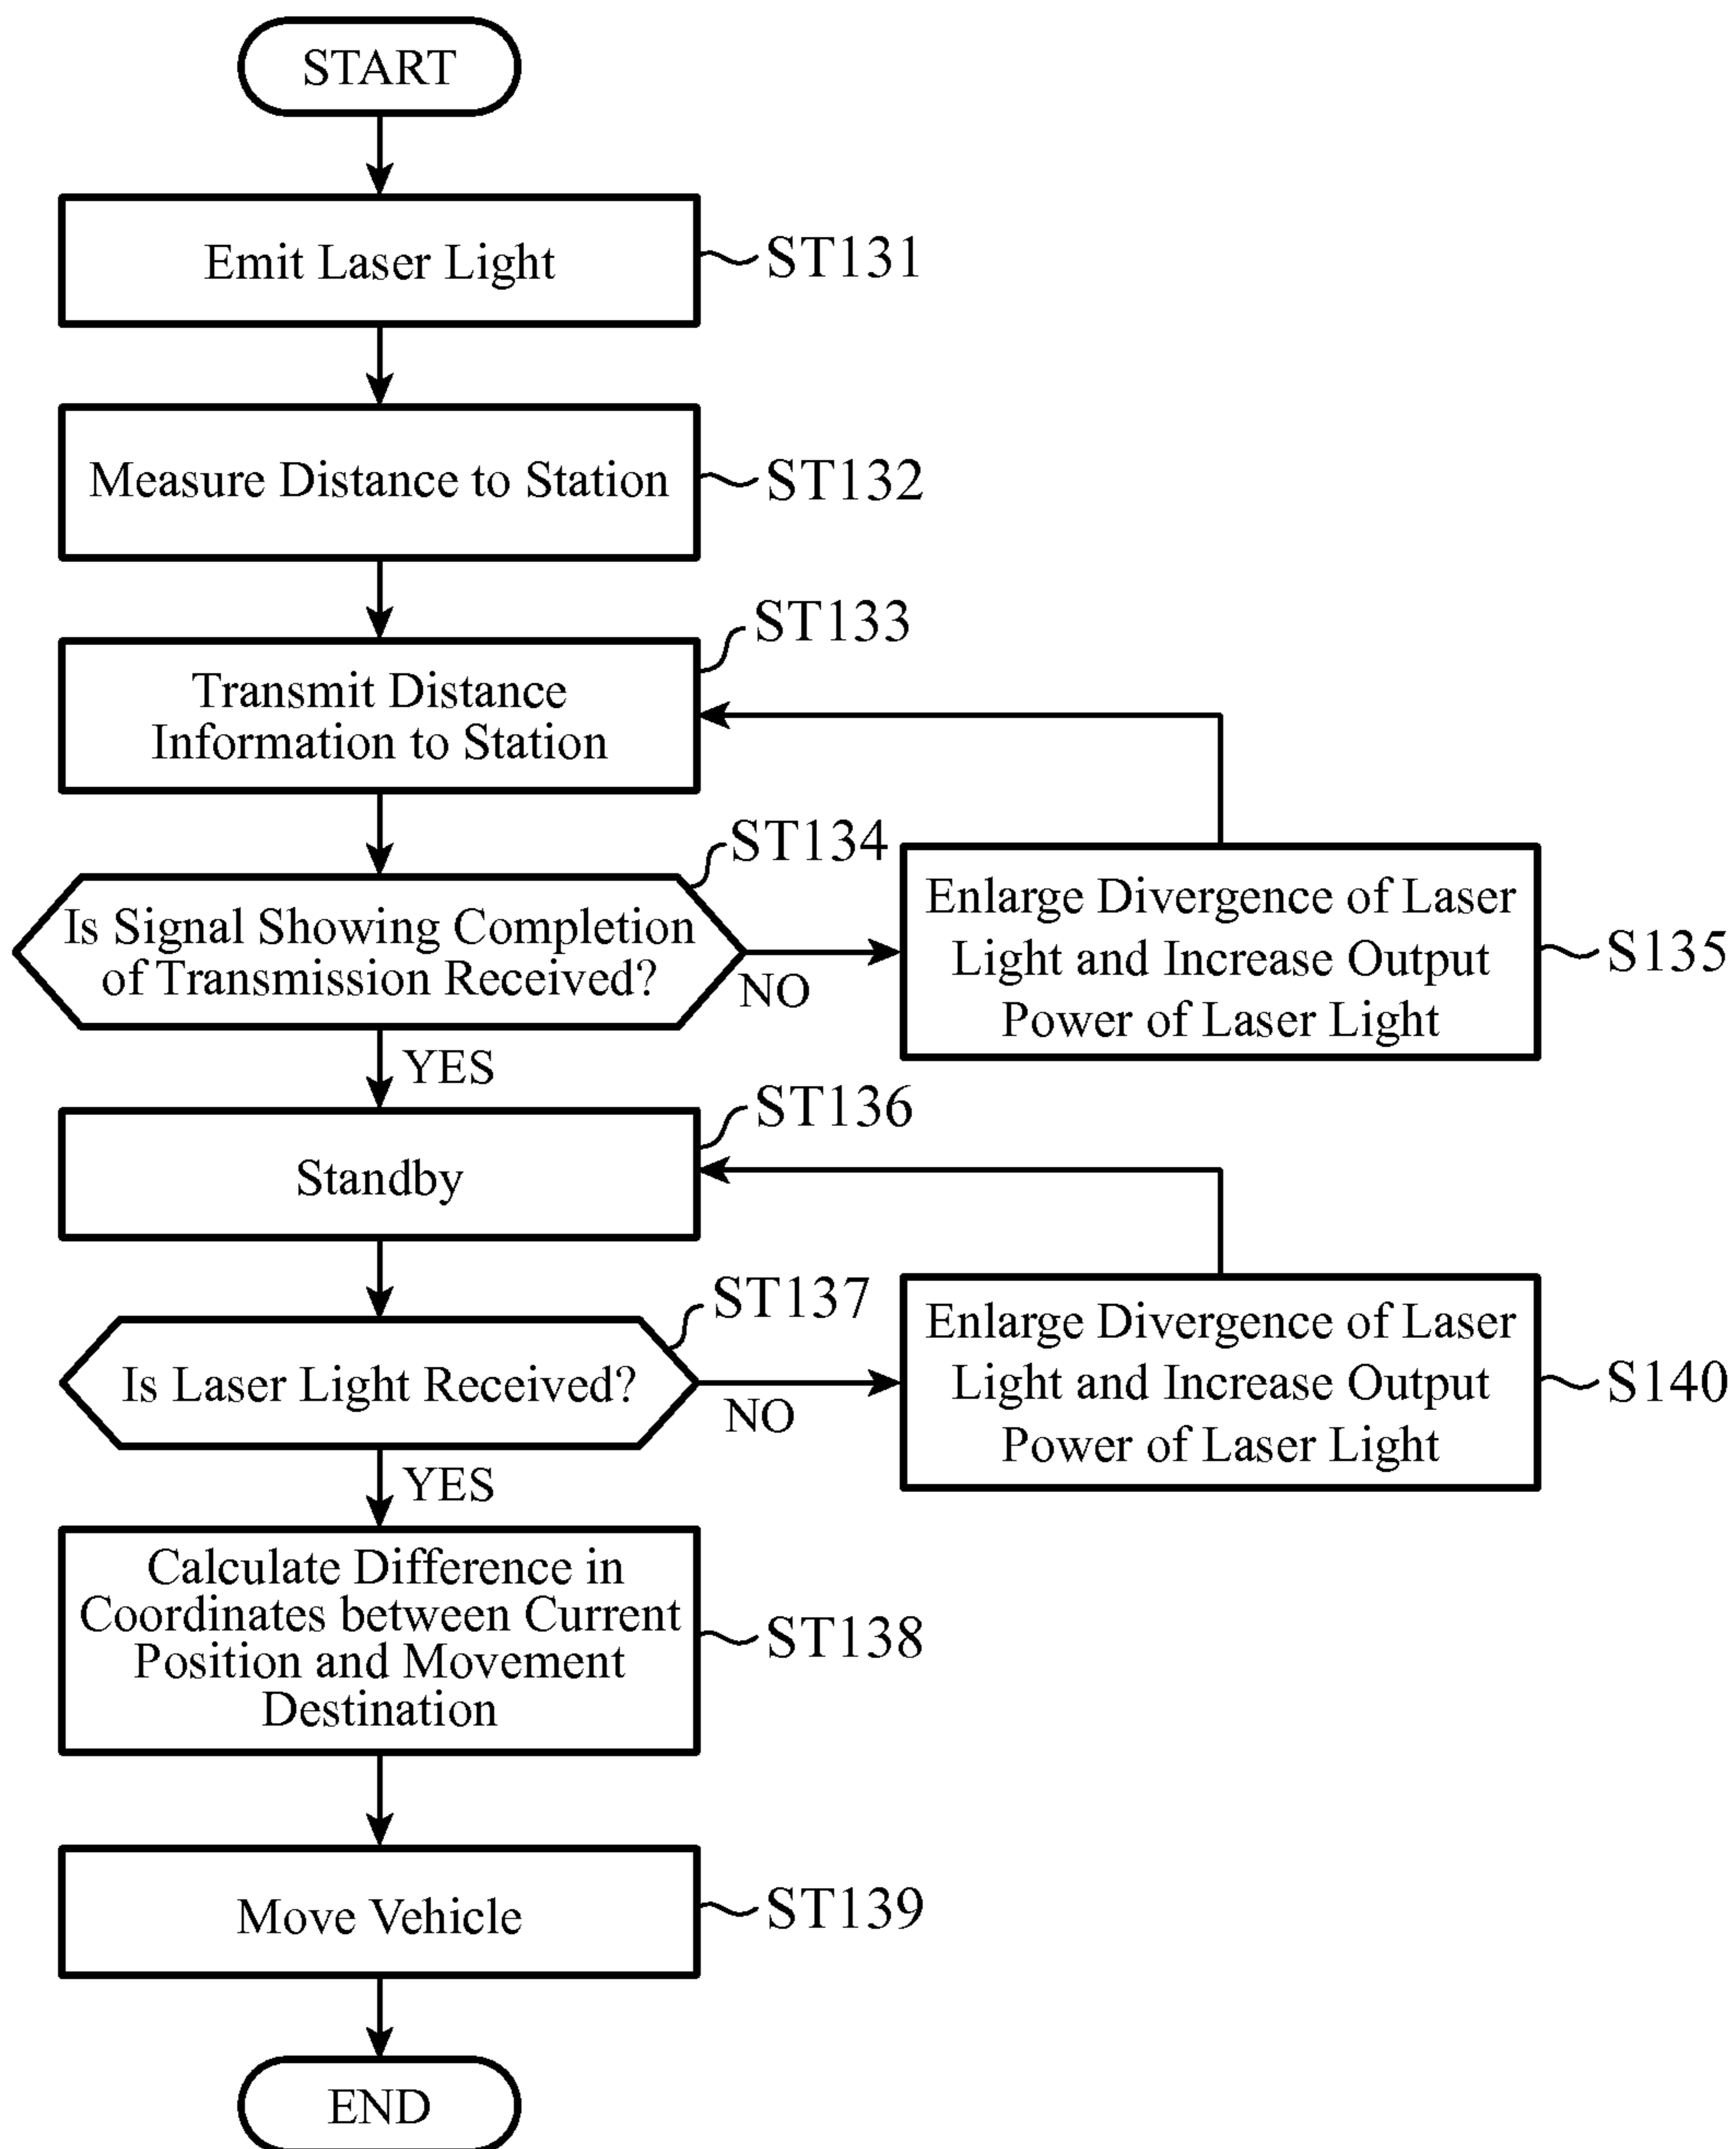 START
Emit Laser Light
ST131
Measure Distance to Station
ST132
ST133
Transmit Distance
Information to Station
ST134
Is Signal Showing Completion
of Transmission Received?
NO
Enlarge Divergence of Laser
Light and Increase Output
Power of Laser Light
S135
YES
ST136
Standby
ST137
Is Laser Light Received?
NO
Enlarge Divergence of Laser
Light and Increase Output
Power of Laser Light
S140
YES
Calculate Difference in
Coordinates between Current
Position and Movement
Destination
ST138
Move Vehicle
ST139
END